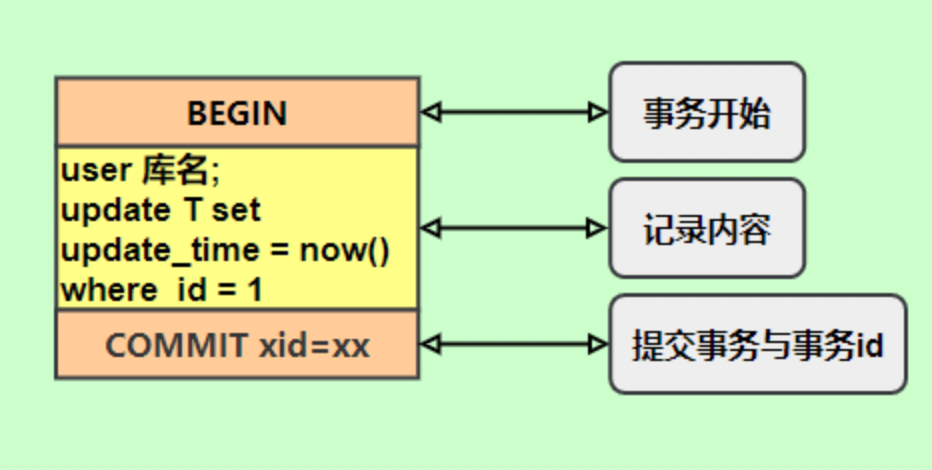 BEGIN
事务开始
user 库名;
update T set
update_time = now()
where id = 1
记录内容
COMMIT xid=xx
提交事务与事务id